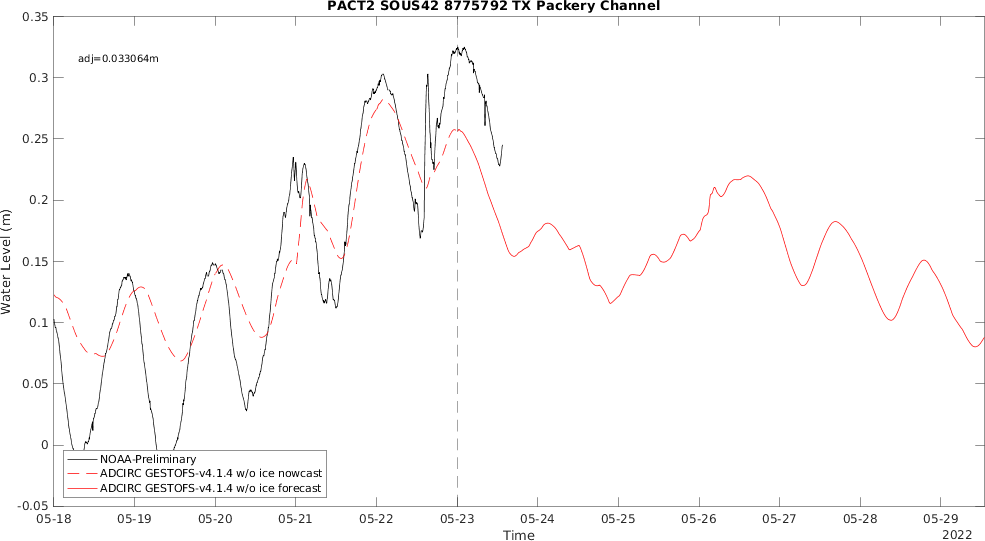 PACT2 SOUS42 8775792 TX Packery Channel
adj=0.033064m
0.35
0.3
0.25
0.2
0.15
0.1
0.05
0
-0.05
Water Level (m)
NOAA-Preliminary
ADCIRC GESTOFS-v4.1.4 w/o ice nowcast
ADCIRC GESTOFS-v4.1.4 w/o ice forecast
05-18 05-19 05-20 05-21 05-22 05-23 05-24 05-25 05-26 05-27 05-28 05-29
Time
2022